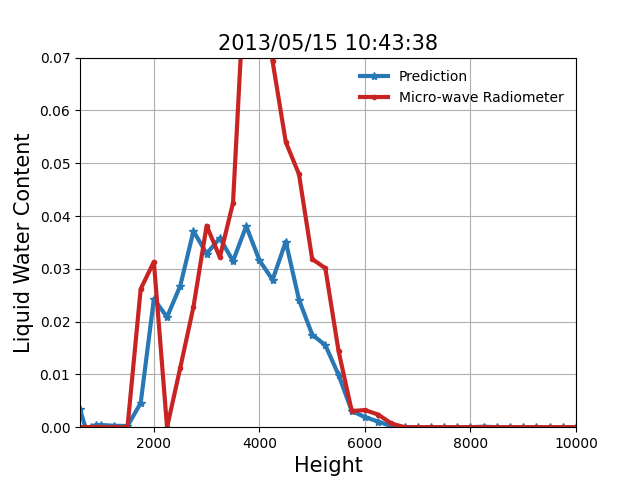 2013/05/15 10:43:38
Prediction
Micro-wave Radiometer
Liquid Water Content
0.07
0.06
0.05
0.04
0.03
0.02
0.01
0.00
2000 4000 6000 8000 10000
Height